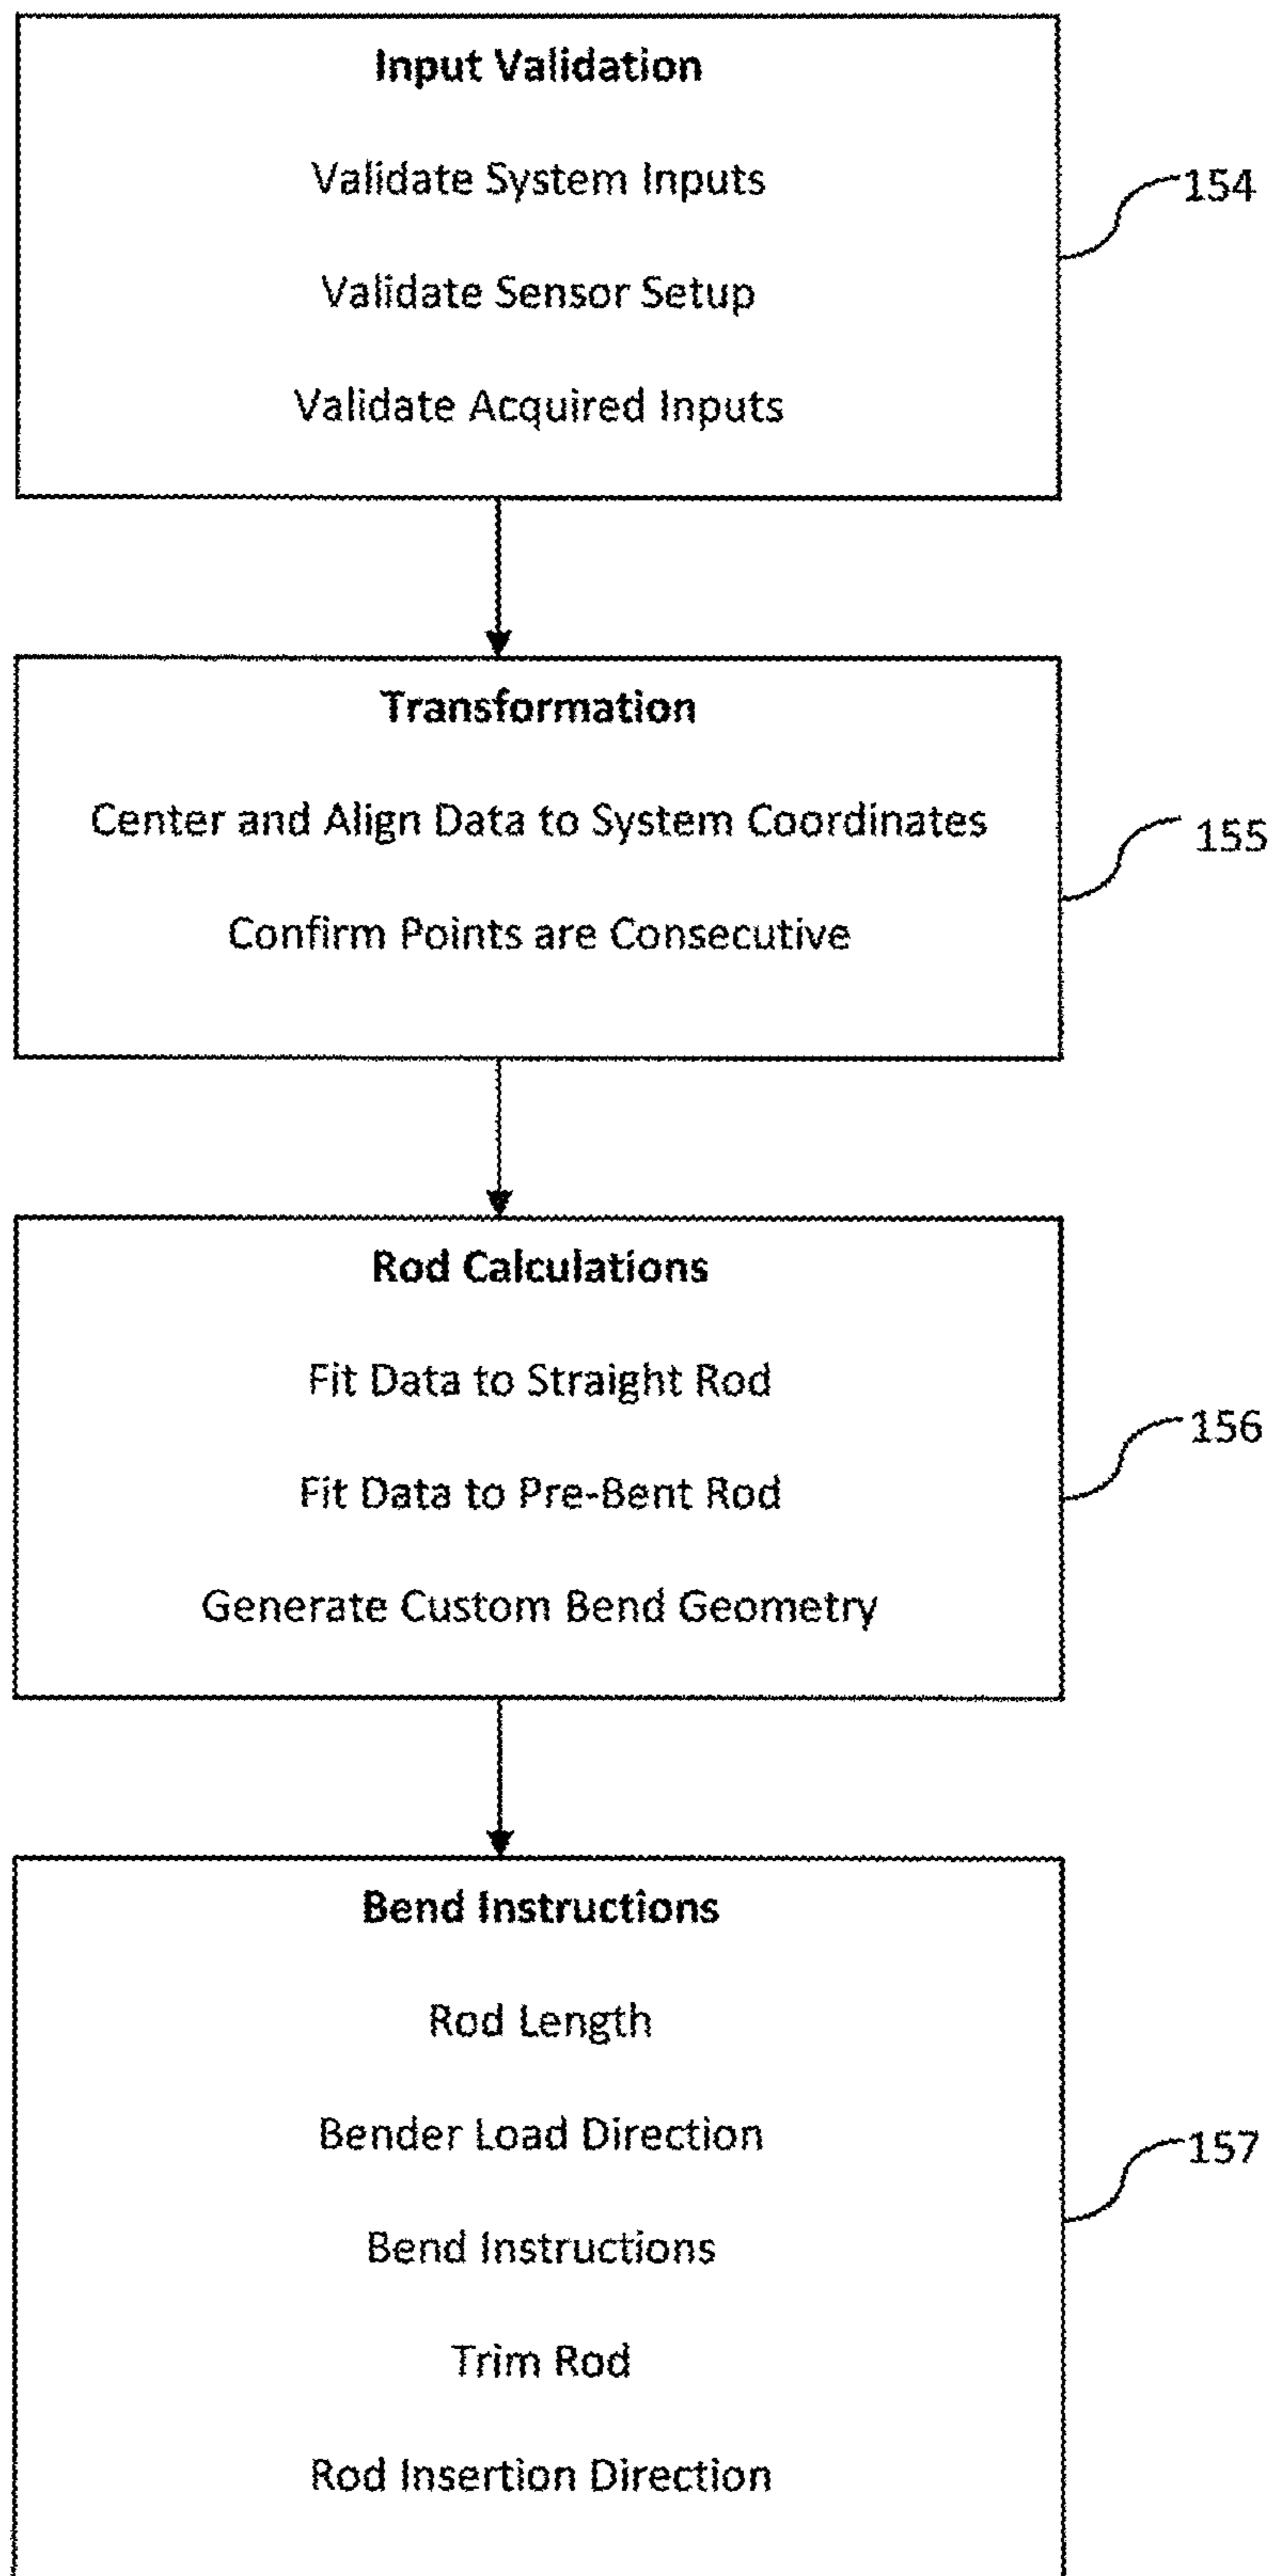 Input Validation
Validate System Inputs
Validate Sensor Setup
Validate Acquired Inputs
154
Transformation
Center and Align Data to System Coordinates
Confirm Points are Consecutive
155
Rod Calculations
Fit Data to Straight Rod
Fit Data to Pre-Bent Rod
Generate Custom Bend Geometry
156
Bend Instructions
Rod Length
Bender Load Direction
Bend Instructions
Trim Rod
Rod Insertion Direction
157